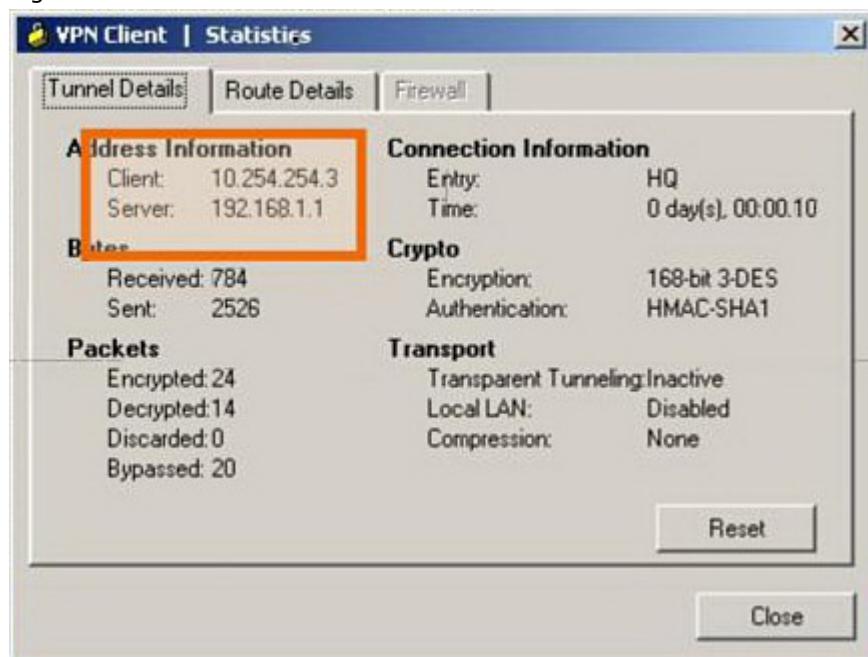 VPN Client | Statistics
Tunnel Details
Route Details
Firewall
Address Information
Client: 10.254.254.3
Server: 192.168.1.1
Bytes
Received: 784
Sent: 2526
Packets
Encrypted: 24
Decrypted: 14
Discarded: 0
Bypassed: 20
Connection Information
Entry: HQ
Time: 0 day(s), 00:00.10
Crypto
Encryption: 168-bit 3-DES
Authentication: HMAC-SHA1
Transport
Transparent Tunneling: Inactive
Local LAN: Disabled
Compression: None
Reset
Close